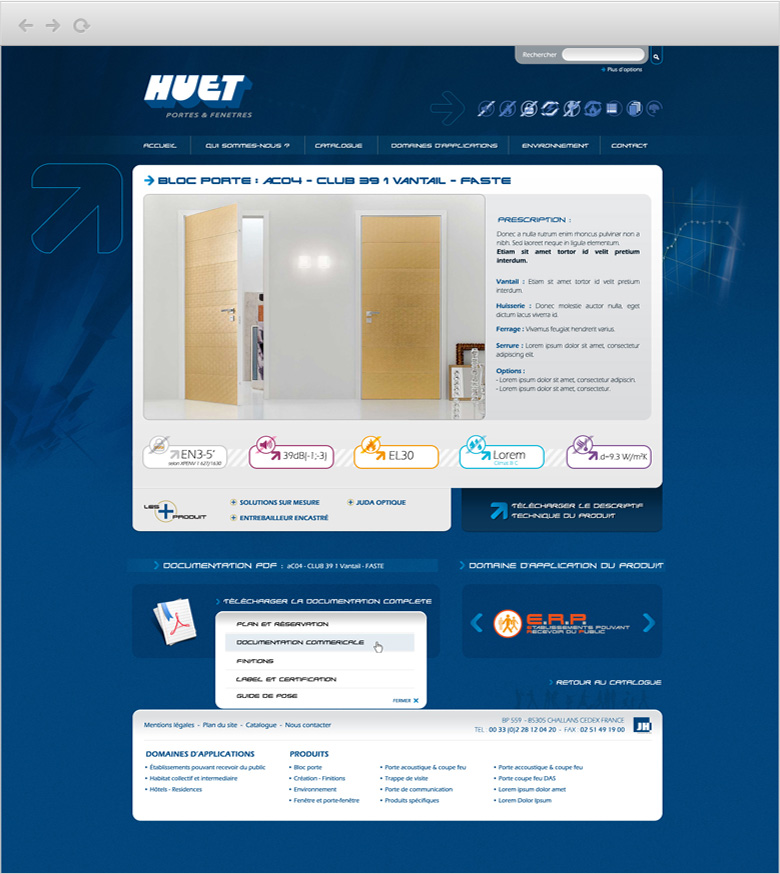 Rechercher
Plus d'options
HUET
PORTES & FENETRES
ACCUEIL
QUI SOMMES-NOUS ?
CATALOGUE
DOMAINES D'APPLICATIONS
ENVIRONNEMENT
CONTACT
BLOC PORTE : AC04 - CLUB 39 1 VANTAIL - FASTE
PRESCRIPTION :
Donec a nulla rutrum enim rhoncus pulvinar non a
nibh. Sed laoreet neque in ligula elementum.
Etiam sit amet tortor id velit pretium
interdum.
Vantail : Etiam sit amet tortor id velit pretium
interdum.
Huisserie : Donec molestie auctor nulla, eget
dictum lacus viverra id.
Ferrage : Vivamus feugiat hendrerit varius.
Serrure : Lorem ipsum dolor sit amet, consectetur
adipiscing elit.
Options :
- Lorem ipsum dolor sit amet, consectetur adipiscin.
- Lorem ipsum dolor sit amet, consectetur.
EN3-5*
selon XPENV 1 627/1630
39dB(-1;-3)
EL30
Lorem
Climat B C
.d=9.3 W/m²K
LES
+
PRODUIT
SOLUTIONS SUR MESURE
JUDA OPTIQUE
ENTREBAILLEUR ENCASTRÉ
TÉLÉCHARGER LE DESCRIPTIF
TECHNIQUE DU PRODUIT
DOCUMENTATION PDF : aC04 - CLUB 39 1 Vantail - FASTE
DOMAINE D'APPLICATION DU PRODUIT
TÉLÉCHARGER LA DOCUMENTATION COMPLETE
PLAN ET RÉSERVATION
DOCUMENTATION COMMERICALE
FINITIONS
LABEL ET CERTIFICATION
GUIDE DE POSE
FERMER X
E.R.P.
ETABLISSEMENTS POUVANT
RECEVOIR DU PUBLIC
RETOUR AU CATALOGUE
Mentions légales - Plan du site - Catalogue - Nous contacter
BP 559 - 85305 CHALLANS CEDEX FRANCE
TEL : 00 33 (0)2 28 12 04 20 - FAX : 02 51 49 19 00
JH
DOMAINES D'APPLICATIONS
• Établissements pouvant recevoir du public
• Habitat collectif et intermediaire
• Hôtels - Residences
PRODUITS
• Bloc porte
• Création - Finitions
• Environnement
• Fenêtre et porte-fenêtre
• Porte acoustique & coupe feu
• Trappe de visite
• Porte de communication
• Produits spécifiques
• Porte accoustique & coupe feu
• Porte coupe feu DAS
• Lorem ipsum dolor amet
• Lorem Dolor Ipsum